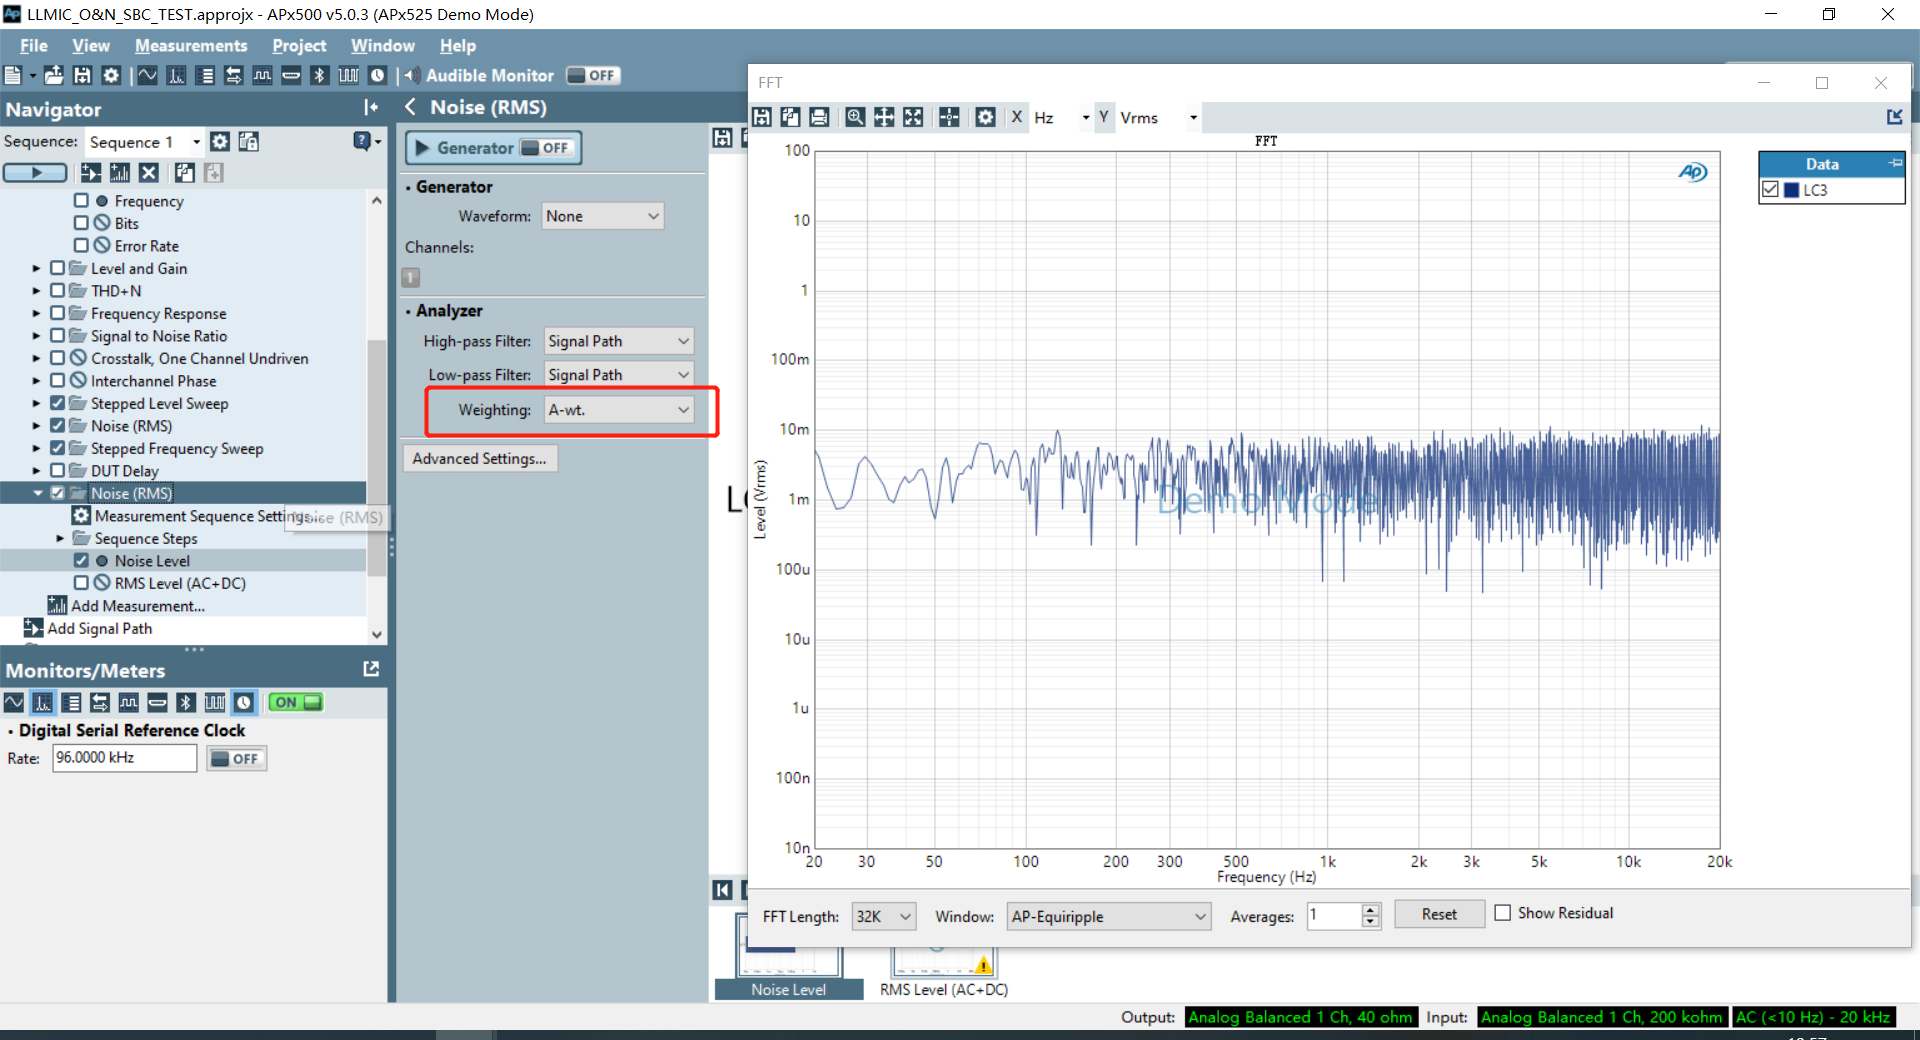 LLMIC_O&N_SBC_TEST.approjx - APx500 v5.0.3 (APx525 Demo Mode)
File View Measurements Project Window Help
Audible Monitor OFF
Navigator
Sequence: Sequence 1
Frequency
Bits
Error Rate
Level and Gain
THD+N
Frequency Response
Signal to Noise Ratio
Crosstalk, One Channel Undriven
Interchannel Phase
Stepped Level Sweep
Noise (RMS)
Stepped Frequency Sweep
DUT Delay
Noise (RMS)
Measurement Sequence Settings...
Noise (RMS)
Sequence Steps
Noise Level
RMS Level (AC+DC)
Add Measurement...
Add Signal Path
Monitors/Meters
ON
Digital Serial Reference Clock
Rate: 96.0000 kHz OFF
Noise (RMS)
Generator OFF
Generator
Waveform: None
Channels:
1
Analyzer
High-pass Filter: Signal Path
Low-pass Filter: Signal Path
Weighting: A-wt.
Advanced Settings...
FFT
X Hz Y Vrms
FFT
Ap
Data
LC3
100
10
1
100m
10m
1m
100u
10u
1u
100n
10n
Level (Vrms)
Demo Mode
20 30 50 100 200 300 500 1k 2k 3k 5k 10k 20k
Frequency (Hz)
FFT Length: 32K Window: AP-Equiripple Averages: 1 Reset Show Residual
Noise Level
RMS Level (AC+DC)
Output: Analog Balanced 1 Ch, 40 ohm Input: Analog Balanced 1 Ch, 200 kohm AC (<10 Hz) - 20 kHz